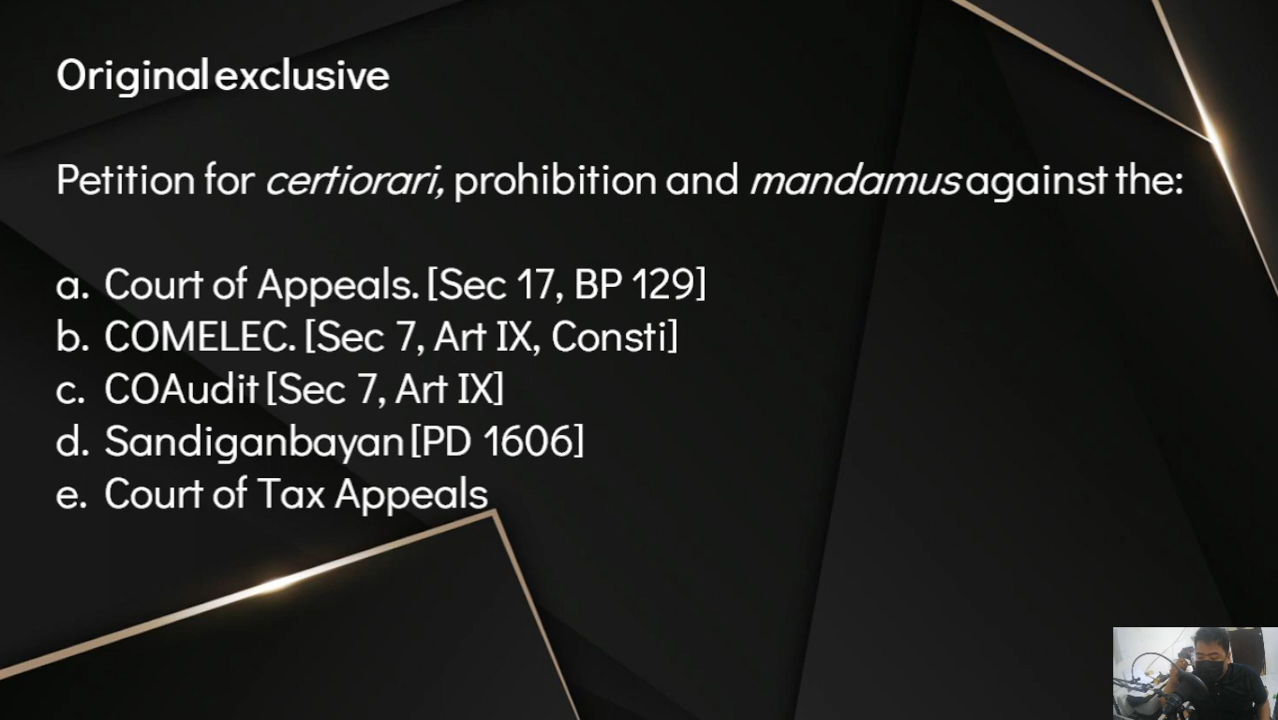 Original exclusive
Petition for certiorari, prohibition and mandamus against the:
a. Court of Appeals. [Sec 17, BP 129]
b. COMELEC. [Sec 7, Art IX, Consti]
c. COAudit [Sec 7, Art IX]
d. Sandiganbayan [PD 1606]
e. Court of Tax Appeals